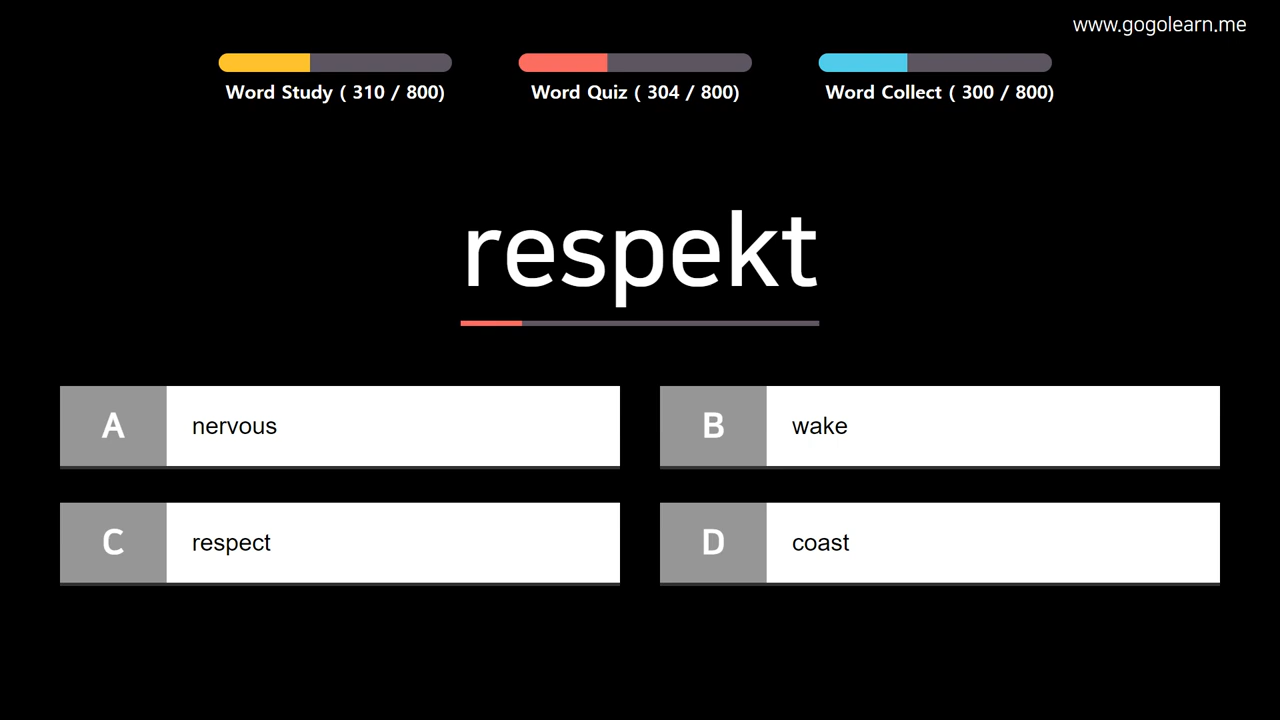 www.gogolearn.me
Word Study ( 310 / 800)
Word Quiz ( 304 / 800)
Word Collect ( 300 / 800)
respekt
A nervous
B wake
C respect
D coast